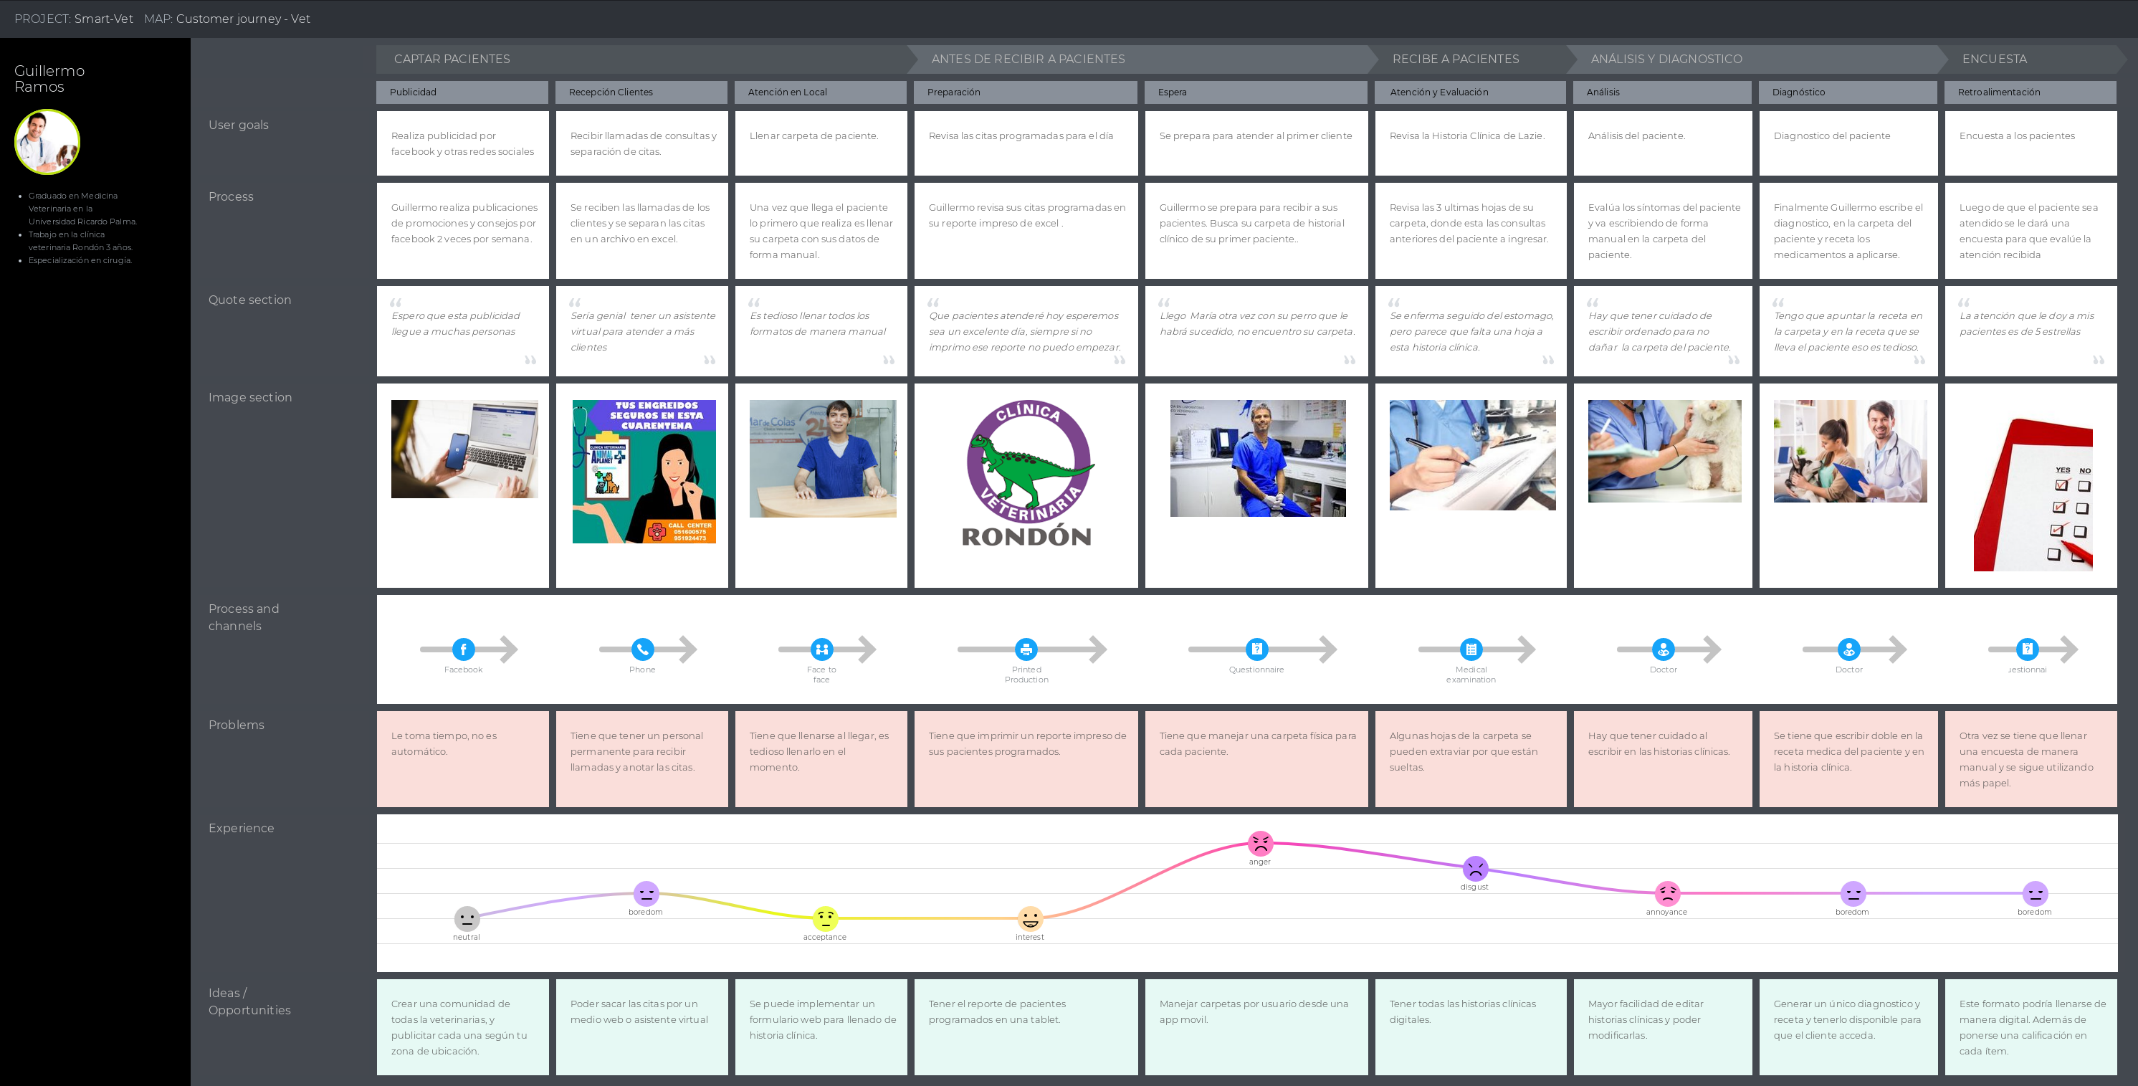 PROJECT: Smart-Vet MAP: Customer journey - Vet
Guillermo
Ramos
Graduado en Medicina
Veterinaria en la
Universidad Ricardo Palma.
Trabajo en la clínica
veterinaria Rondón 3 años.
Especialización en cirugía.
CAPTAR PACIENTES
ANTES DE RECIBIR A PACIENTES
RECIBE A PACIENTES
ANÁLISIS Y DIAGNOSTICO
ENCUESTA
Publicidad
Recepción Clientes
Atención en Local
Preparación
Espera
Atención y Evaluación
Análisis
Diagnóstico
Retroalimentación
User goals
Realiza publicidad por
facebook y otras redes sociales
Recibir llamadas de consultas y
separación de citas.
Llenar carpeta de paciente.
Revisa las citas programadas para el día
Se prepara para atender al primer cliente
Revisa la Historia Clínica de Lazie.
Análisis del paciente.
Diagnostico del paciente
Encuesta a los pacientes
Process
Guillermo realiza publicaciones
de promociones y consejos por
facebook 2 veces por semana.
Se reciben las llamadas de los
clientes y se separan las citas
en un archivo en excel.
Una vez que llega el paciente
lo primero que realiza es llenar
su carpeta con sus datos de
forma manual.
Guillermo revisa sus citas programadas en
su reporte impreso de excel .
Guillermo se prepara para recibir a sus
pacientes. Busca su carpeta de historial
clínico de su primer paciente..
Revisa las 3 ultimas hojas de su
carpeta, donde esta las consultas
anteriores del paciente a ingresar.
Evalúa los síntomas del paciente
y va escribiendo de forma
manual en la carpeta del
paciente.
Finalmente Guillermo escribe el
diagnostico, en la carpeta del
paciente y receta los
medicamentos a aplicarse.
Luego de que el paciente sea
atendido se le dará una
encuesta para que evalúe la
atención recibida
Quote section
Espero que esta publicidad
llegue a muchas personas
Sería genial tener un asistente
virtual para atender a más
clientes
Es tedioso llenar todos los
formatos de manera manual
Que pacientes atenderé hoy esperemos
sea un excelente día, siempre si no
imprimo ese reporte no puedo empezar.
Llego María otra vez con su perro que le
habrá sucedido, no encuentro su carpeta.
Se enferma seguido del estomago,
pero parece que falta una hoja a
esta historia clínica.
Hay que tener cuidado de
escribir ordenado para no
dañar la carpeta del paciente.
Tengo que apuntar la receta en
la carpeta y en la receta que se
lleva el paciente eso es tedioso.
La atención que le doy a mis
pacientes es de 5 estrellas
Image section
TUS ENGREIDOS
SEGUROS EN ESTA
CUARENTENA
CLINICA VETERINARIA
ANIMAL
PLANET
CALL CENTER
051600579
951924473
Mar de Colas
24
CLÍNICA
VETERINARIA
RONDÓN
YES NO
Process and
channels
Facebook
Phone
Face to
face
Printed
Production
Questionnaire
Medical
examination
Doctor
Doctor
uestionnai
Problems
Le toma tiempo, no es
automático.
Tiene que tener un personal
permanente para recibir
llamadas y anotar las citas.
Tiene que llenarse al llegar, es
tedioso llenarlo en el
momento.
Tiene que imprimir un reporte impreso de
sus pacientes programados.
Tiene que manejar una carpeta física para
cada paciente.
Algunas hojas de la carpeta se
pueden extraviar por que están
sueltas.
Hay que tener cuidado al
escribir en las historias clínicas.
Se tiene que escribir doble en la
receta medica del paciente y en
la historia clínica.
Otra vez se tiene que llenar
una encuesta de manera
manual y se sigue utilizando
más papel.
Experience
neutral
boredom
acceptance
interest
anger
disgust
annoyance
boredom
boredom
Ideas /
Opportunities
Crear una comunidad de
todas la veterinarias, y
publicitar cada una según tu
zona de ubicación.
Poder sacar las citas por un
medio web o asistente virtual
Se puede implementar un
formulario web para llenado de
historia clínica.
Tener el reporte de pacientes
programados en una tablet.
Manejar carpetas por usuario desde una
app movil.
Tener todas las historias clínicas
digitales.
Mayor facilidad de editar
historias clínicas y poder
modificarlas.
Generar un único diagnostico y
receta y tenerlo disponible para
que el cliente acceda.
Este formato podría llenarse de
manera digital. Además de
ponerse una calificación en
cada ítem.